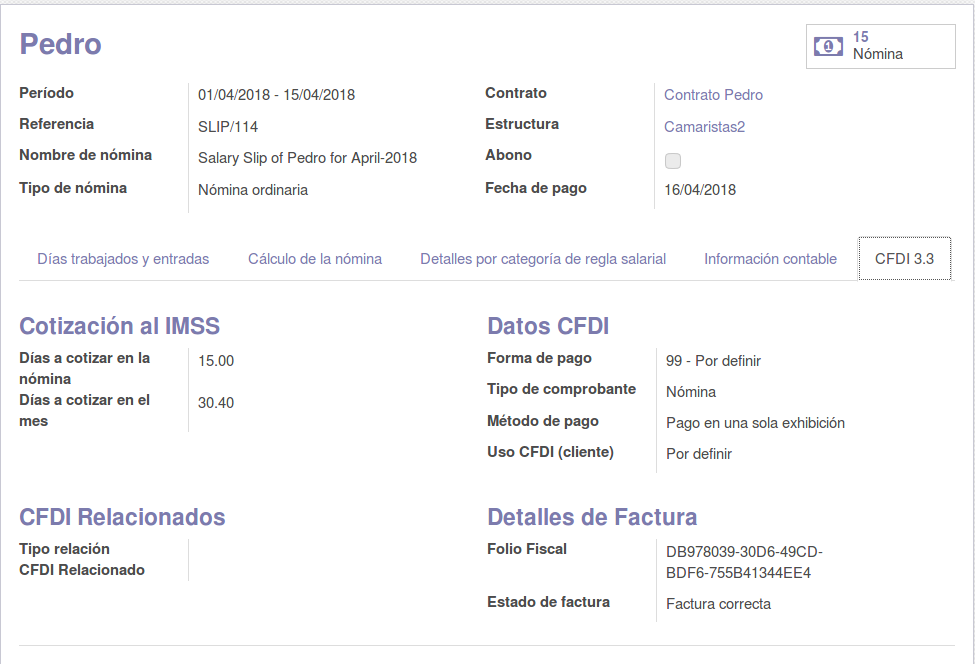 Pedro
15
Nómina
Período
01/04/2018 - 15/04/2018
Referencia
SLIP/114
Nombre de nómina
Salary Slip of Pedro for April-2018
Tipo de nómina
Nómina ordinaria
Contrato
Contrato Pedro
Estructura
Camaristas2
Abono
Fecha de pago
16/04/2018
Días trabajados y entradas
Cálculo de la nómina
Detalles por categoría de regla salarial
Información contable
CFDI 3.3
Cotización al IMSS
Días a cotizar en la
nómina
15.00
Días a cotizar en el
mes
30.40
Datos CFDI
Forma de pago
99 - Por definir
Tipo de comprobante
Nómina
Método de pago
Pago en una sola exhibición
Uso CFDI (cliente)
Por definir
CFDI Relacionados
Tipo relación
CFDI Relacionado
Detalles de Factura
Folio Fiscal
DB978039-30D6-49CD-
BDF6-755B41344EE4
Estado de factura
Factura correcta